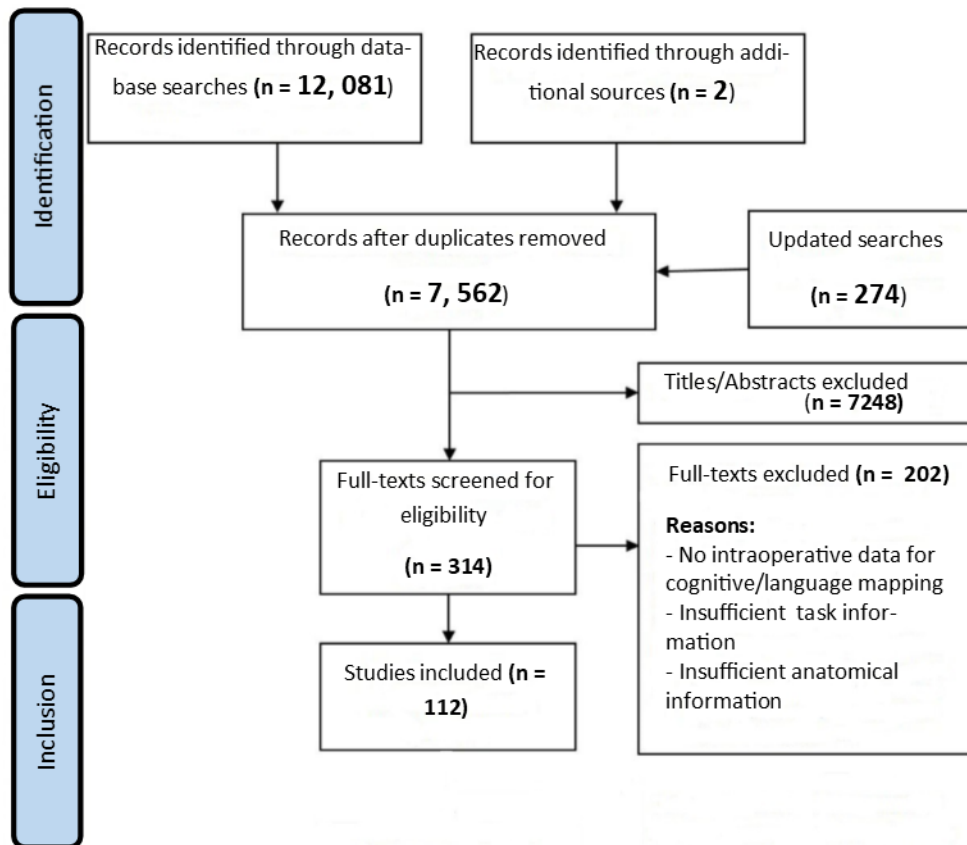 Identification
Records identified through data-
base searches (n = 12, 081)
Records identified through addi-
tional sources (n = 2)
Records after duplicates removed
(n = 7, 562)
Updated searches
(n = 274)
Eligibility
Titles/Abstracts excluded
(n = 7248)
Full-texts screened for
eligibility
(n = 314)
Full-texts excluded (n =  202)
Reasons:
- No intraoperative data for
cognitive/language mapping
- Insufficient  task infor-
mation
- Insufficient anatomical
information
Inclusion
Studies included (n =
112)